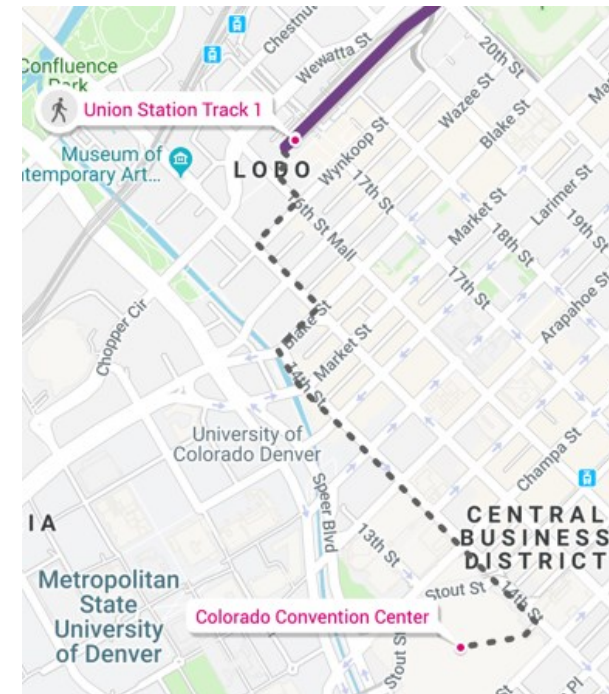 Chestnut
Wewatta St
20th St
Confluence
Park
Wazee St
Blake St
Union Station Track 1
Wynkoop St
Museum of
temporary Art...
LODO
17th St
Market St
Larimer St
19th St
16th St Mall
18th St
17th St
Arapahoe St
Chopper Cir
Blake St
Market St
14th St
University of
Colorado Denver
Champa St
Speer Blvd
IA
CENTRAL
BUSINESS
DISTRICT
13th St
Metropolitan
State
University
of Denver
Stout St
14th St
Colorado Convention Center
Stout S
Pl